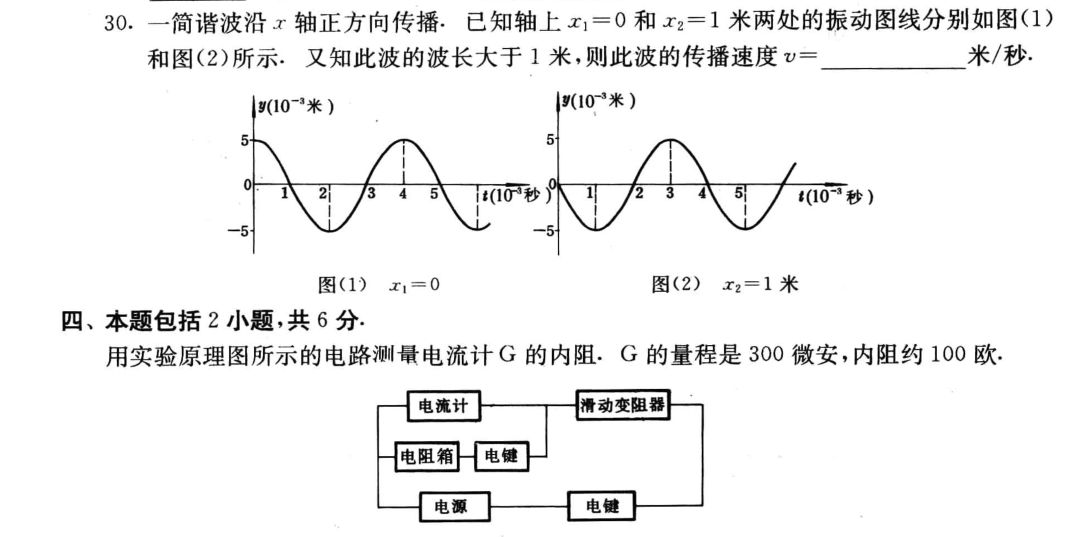 30. 一简谐波沿 x 轴正方向传播. 已知轴上 x₁=0 和 x₂=1 米两处的振动图线分别如图(1)
和图(2)所示. 又知此波的波长大于 1 米,则此波的传播速度 v=____________米/秒.
y(10⁻³米)
5
0
-5
1 2 3 4 5
t(10⁻³秒)
y(10⁻³米)
5
0
-5
1 2 3 4 5
t(10⁻³秒)
图(1) x₁=0
图(2) x₂=1 米
四、本题包括 2 小题,共 6 分.
用实验原理图所示的电路测量电流计 G 的内阻. G 的量程是 300 微安,内阻约 100 欧.
电流计
滑动变阻器
电阻箱
电键
电源
电键